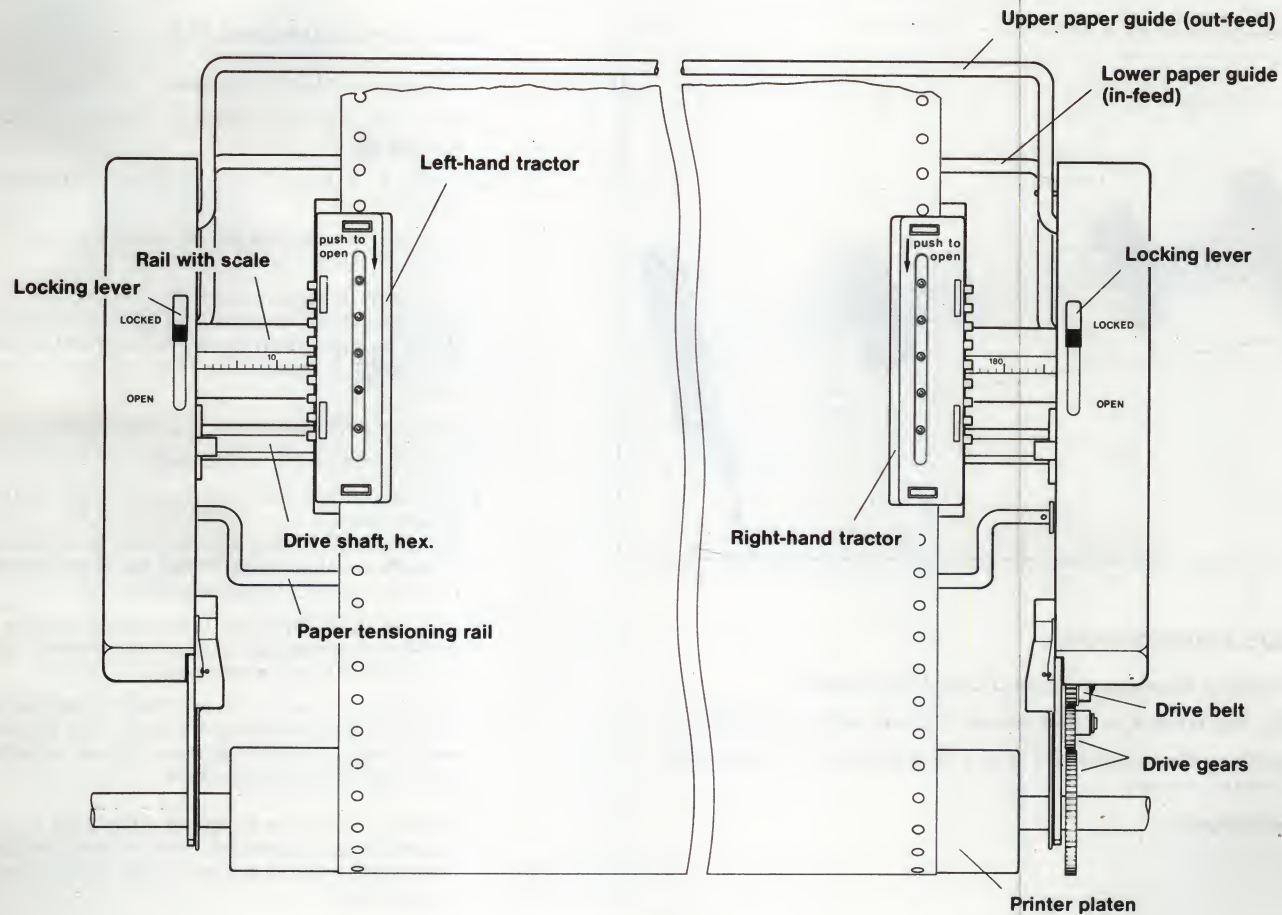 Upper paper guide (out-feed)
Lower paper guide
(in-feed)
Left-hand tractor
push to
open
push to
open
Rail with scale
Locking lever
Locking lever
LOCKED
LOCKED
10
180
OPEN
OPEN
Drive shaft, hex.
Right-hand tractor
Paper tensioning rail
Drive belt
Drive gears
Printer platen